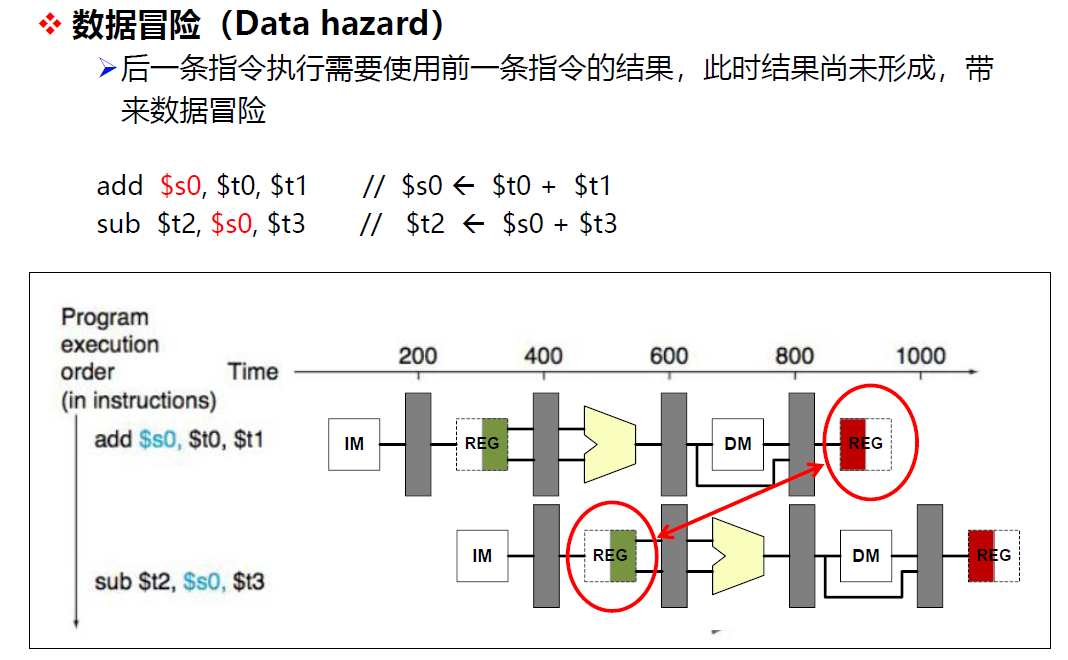 ❖ 数据冒险（Data hazard）
➢后一条指令执行需要使用前一条指令的结果，此时结果尚未形成，带
来数据冒险
add $s0, $t0, $t1 // $s0 ← $t0 + $t1
sub $t2, $s0, $t3 // $t2 ← $s0 + $t3
Program
execution
order
(in instructions)
Time
200 400 600 800 1000
add $s0, $t0, $t1
IM REG DM REG
sub $t2, $s0, $t3
IM REG DM REG